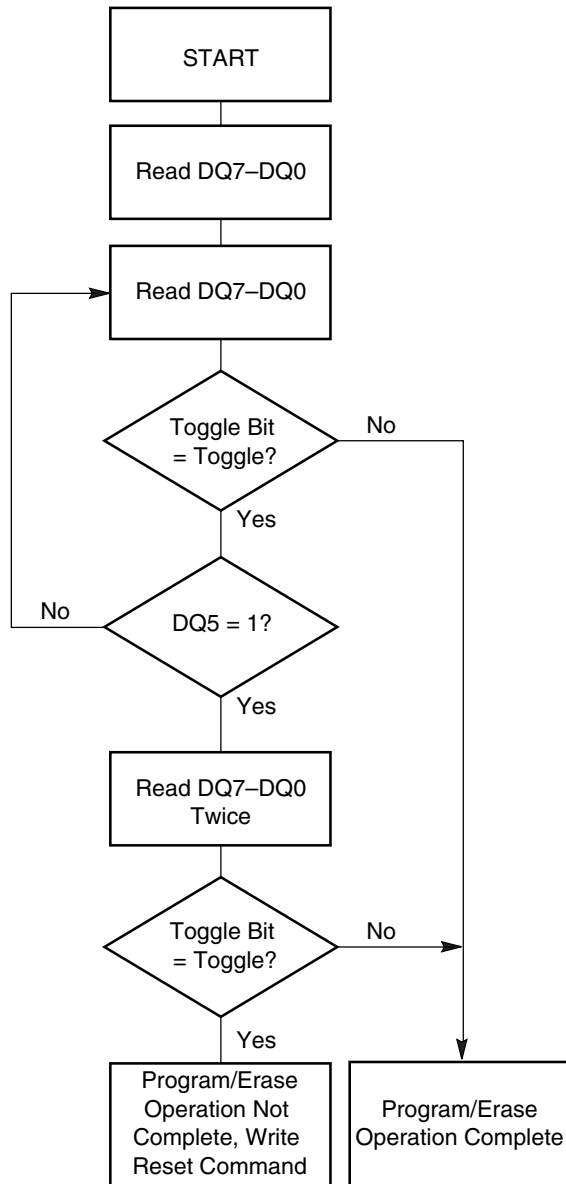 START
Read DQ7–DQ0
Read DQ7–DQ0
Toggle Bit
= Toggle?
No
Yes
No
DQ5 = 1?
Yes
Read DQ7–DQ0
Twice
Toggle Bit
= Toggle?
No
Yes
Program/Erase
Operation Not
Complete, Write
Reset Command
Program/Erase
Operation Complete